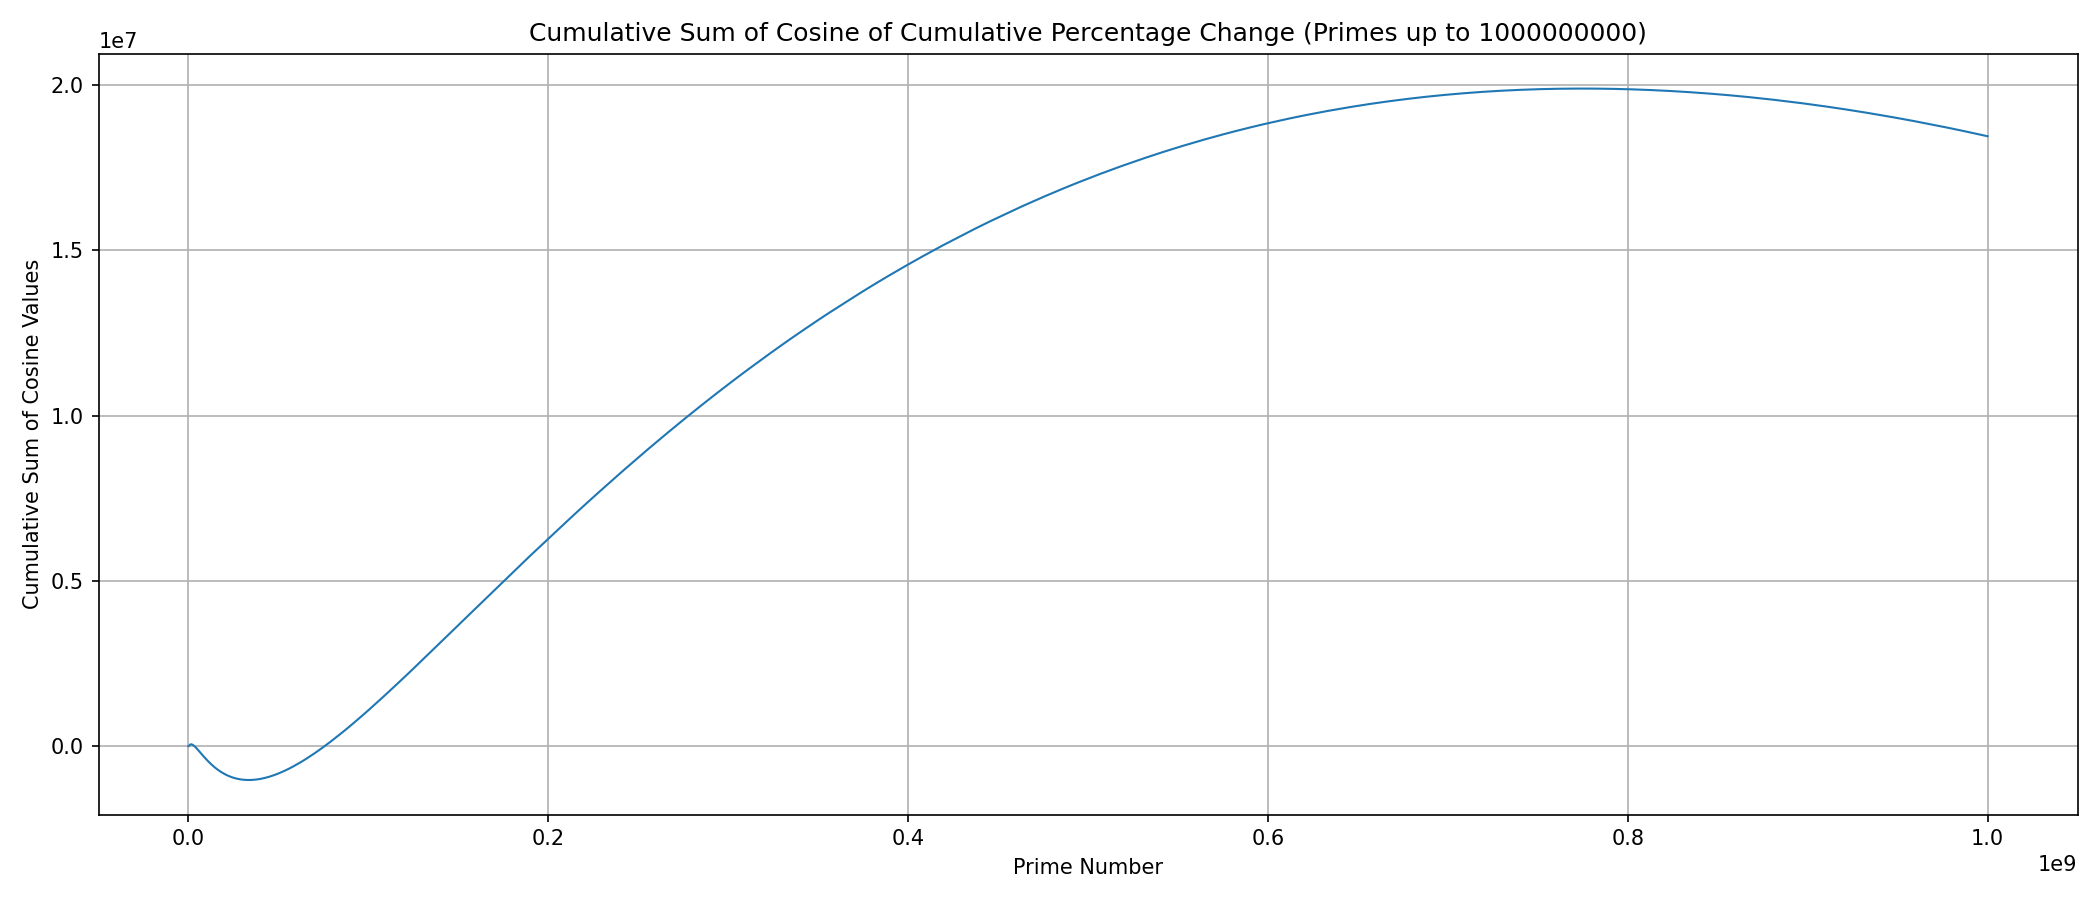 Cumulative Sum of Cosine of Cumulative Percentage Change (Primes up to 1000000000)
1e7
2.0
1.5
1.0
0.5
0.0
Cumulative Sum of Cosine Values
0.0 0.2 0.4 0.6 0.8 1.0
1e9
Prime Number